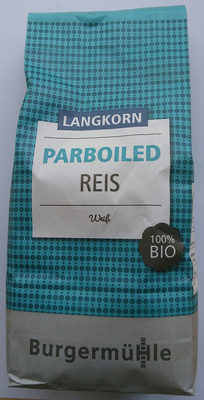 LANGKORN
PARBOILED
REIS
Weiß
100%
BIO
Burgermühle